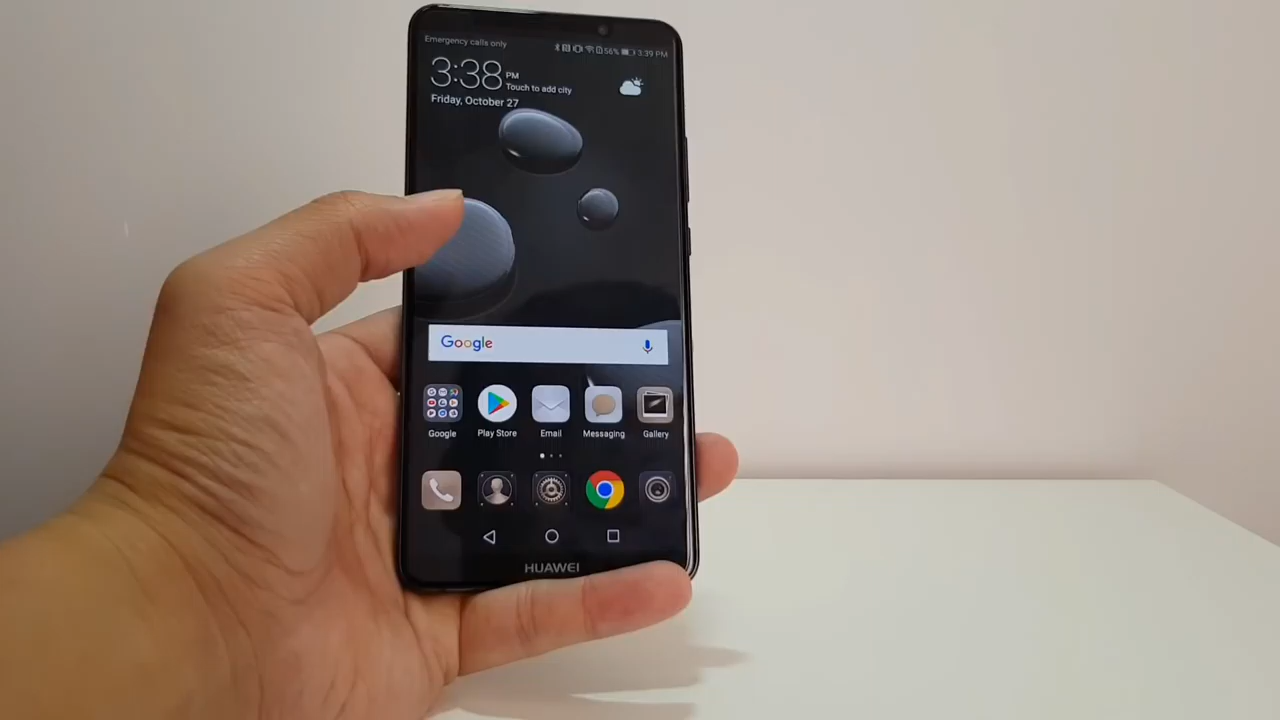 Emergency calls only
56% 3:39 PM
3:38 PM
Touch to add city
Friday, October 27
Google
Google Play Store Email Messaging Gallery
HUAWEI